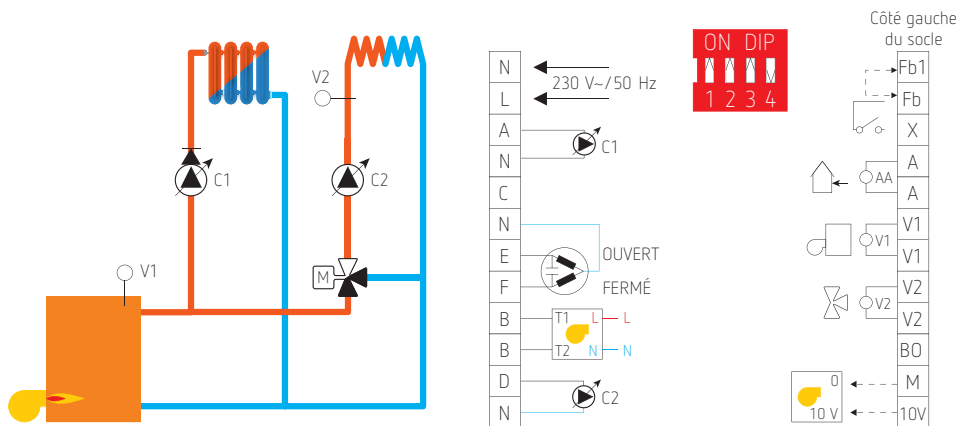 V2
C1
C2
M
V1
N
L
A
N
C
N
E
F
B
B
D
N
230 V~/50 Hz
C1
OUVERT
FERMÉ
T1 L L
T2 N N
C2
ON DIP
1 2 3 4
Côté gauche
du socle
Fb1
Fb
X
A
A
V1
V1
V2
V2
BO
M
10V
AA
V1
V2
0
10 V